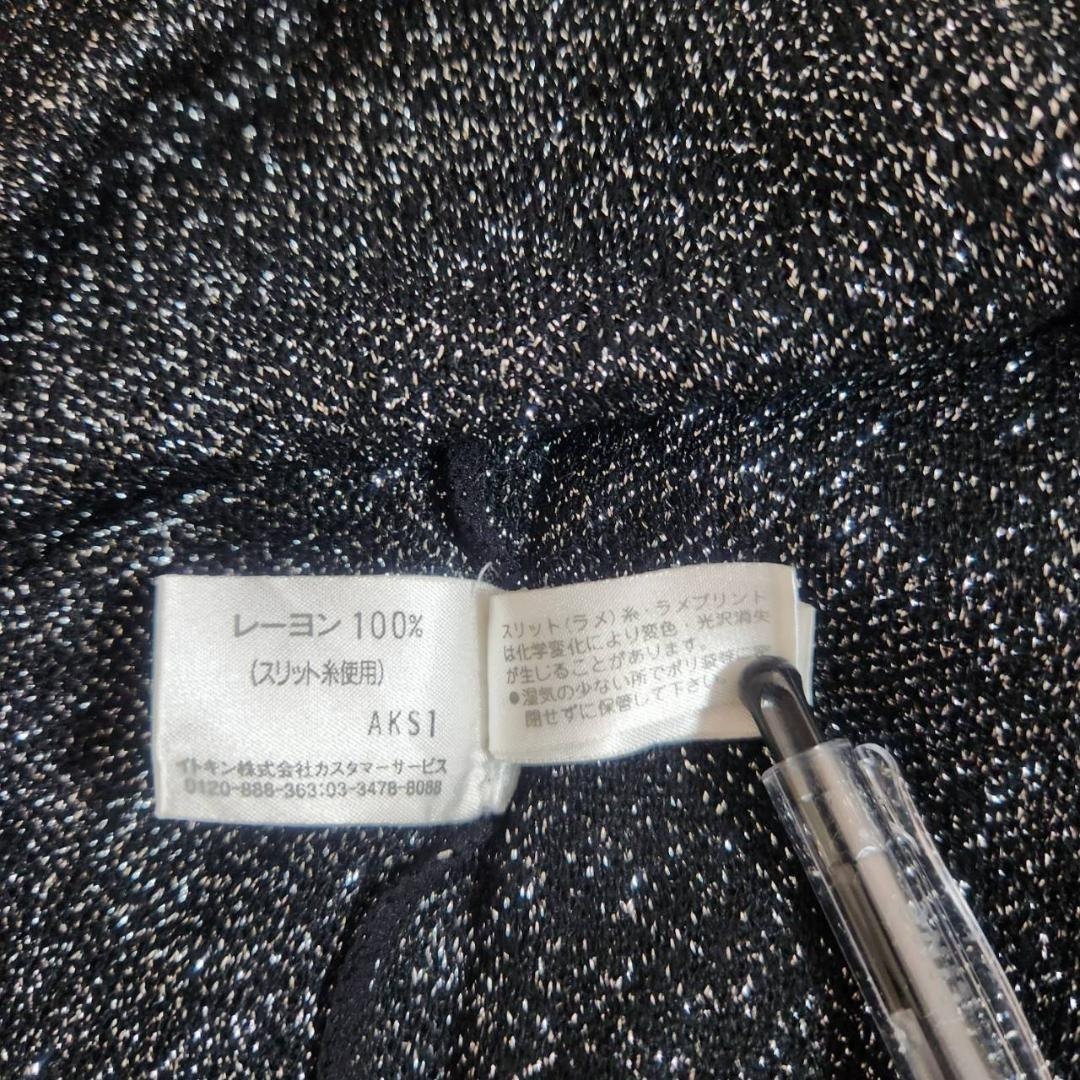 レーヨン 100%
(スリット糸使用)
AKS1
イトキン株式会社カスタマーサービス
0120-888-363:03-3478-8088
スリット(ラメ)糸・ラメプリント
は化学変化により変色・光沢消失
が生じることがあります。
●湿気の少ない所でポリ袋等に密
閉せずに保管して下さい。